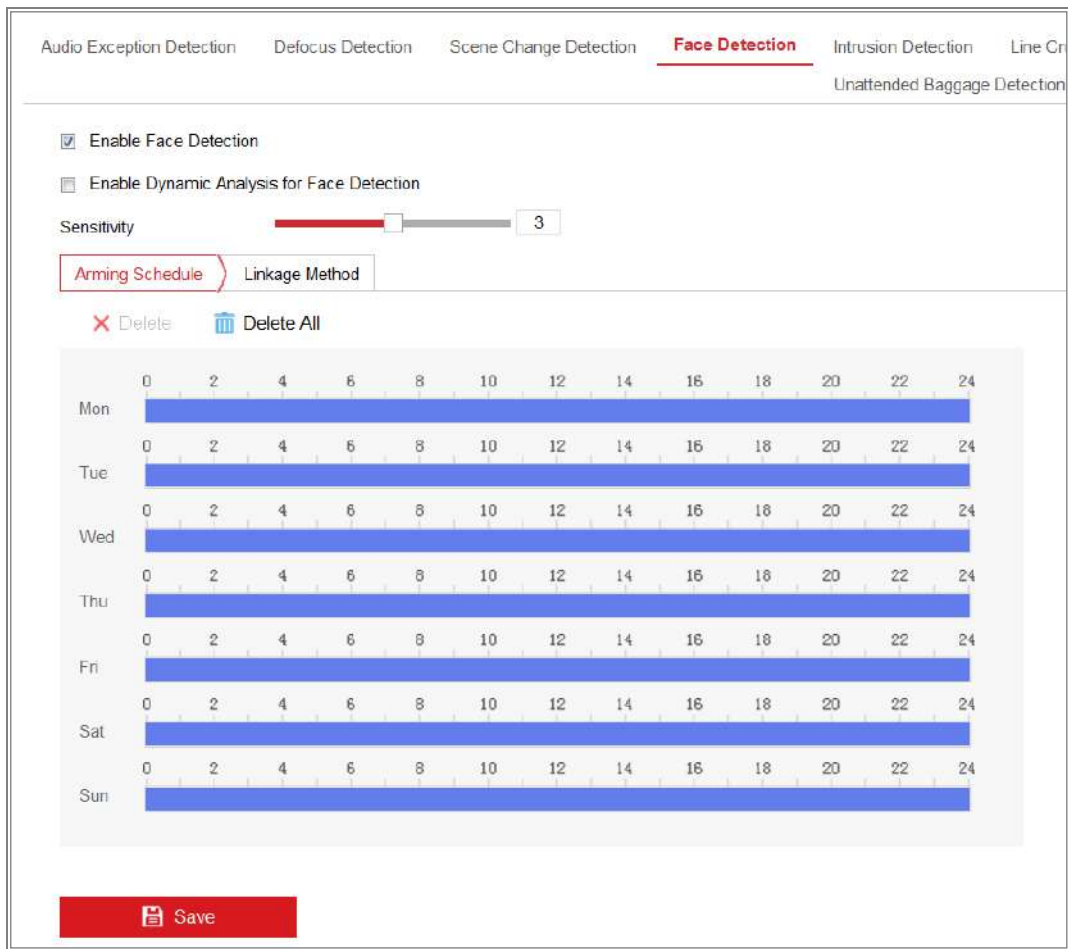 Audio Exception Detection Defocus Detection Scene Change Detection Face Detection Intrusion Detection Line Cr
Unattended Baggage Detection
Enable Face Detection
Enable Dynamic Analysis for Face Detection
Sensitivity 3
Arming Schedule Linkage Method
Delete Delete All
0 2 4 6 8 10 12 14 16 18 20 22 24
Mon
0 2 4 6 8 10 12 14 16 18 20 22 24
Tue
0 2 4 6 8 10 12 14 16 18 20 22 24
Wed
0 2 4 6 8 10 12 14 16 18 20 22 24
Thu
0 2 4 6 8 10 12 14 16 18 20 22 24
Fri
0 2 4 6 8 10 12 14 16 18 20 22 24
Sat
0 2 4 6 8 10 12 14 16 18 20 22 24
Sun
Save